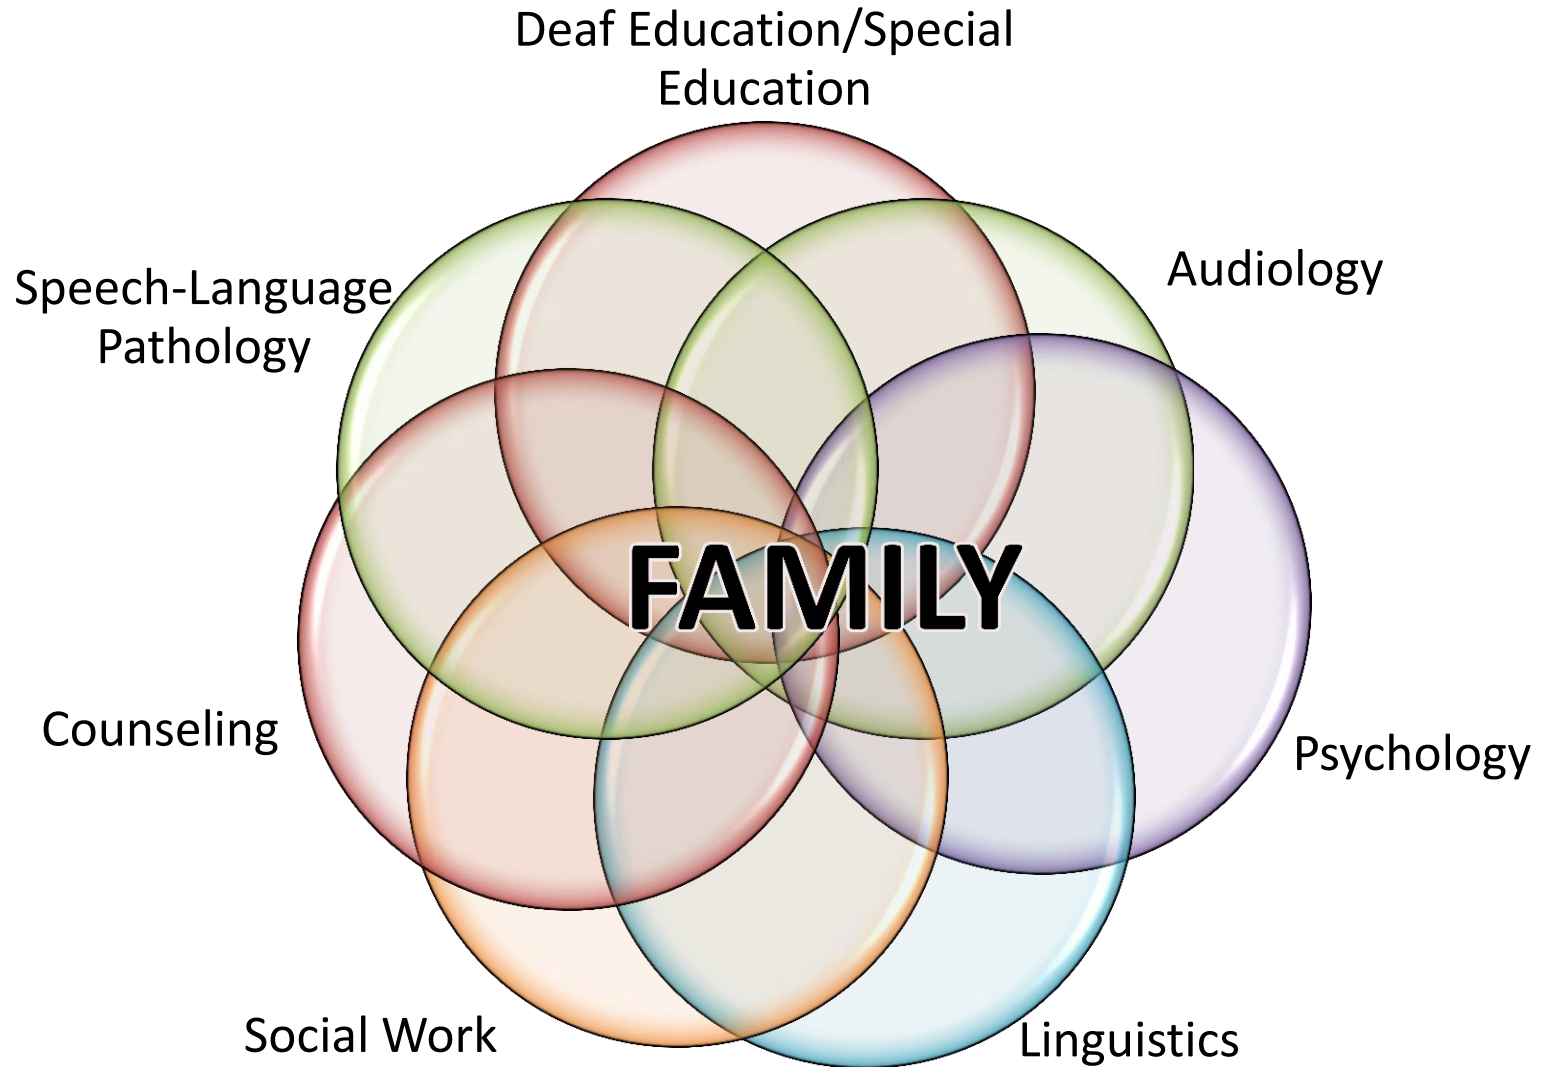 Deaf Education/Special
Education
Audiology
Speech-Language
Pathology
FAMILY
Counseling
Psychology
Social Work
Linguistics